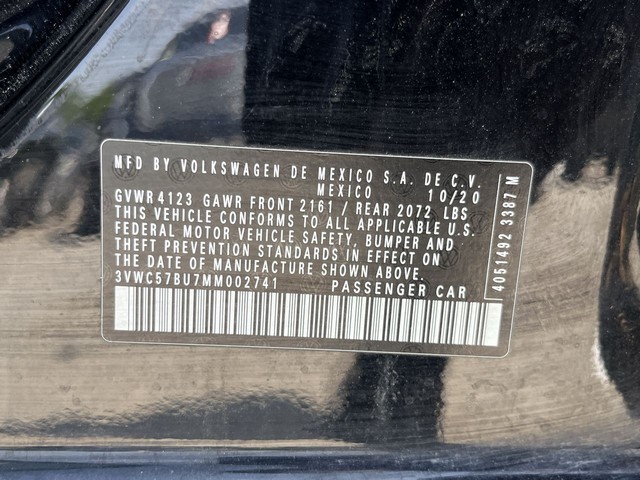 MFD BY VOLKSWAGEN DE MEXICO S.A. DE C.V.
MEXICO 10/20
GVWR 4123 GAWR FRONT 2161 / REAR 2072 LBS
THIS VEHICLE CONFORMS TO ALL APPLICABLE U.S.
FEDERAL MOTOR VEHICLE SAFETY, BUMPER AND
THEFT PREVENTION STANDARDS IN EFFECT ON
THE DATE OF MANUFACTURE SHOWN ABOVE.
3VWC57BU7MM002741 PASSENGER CAR
4051492 3387 M